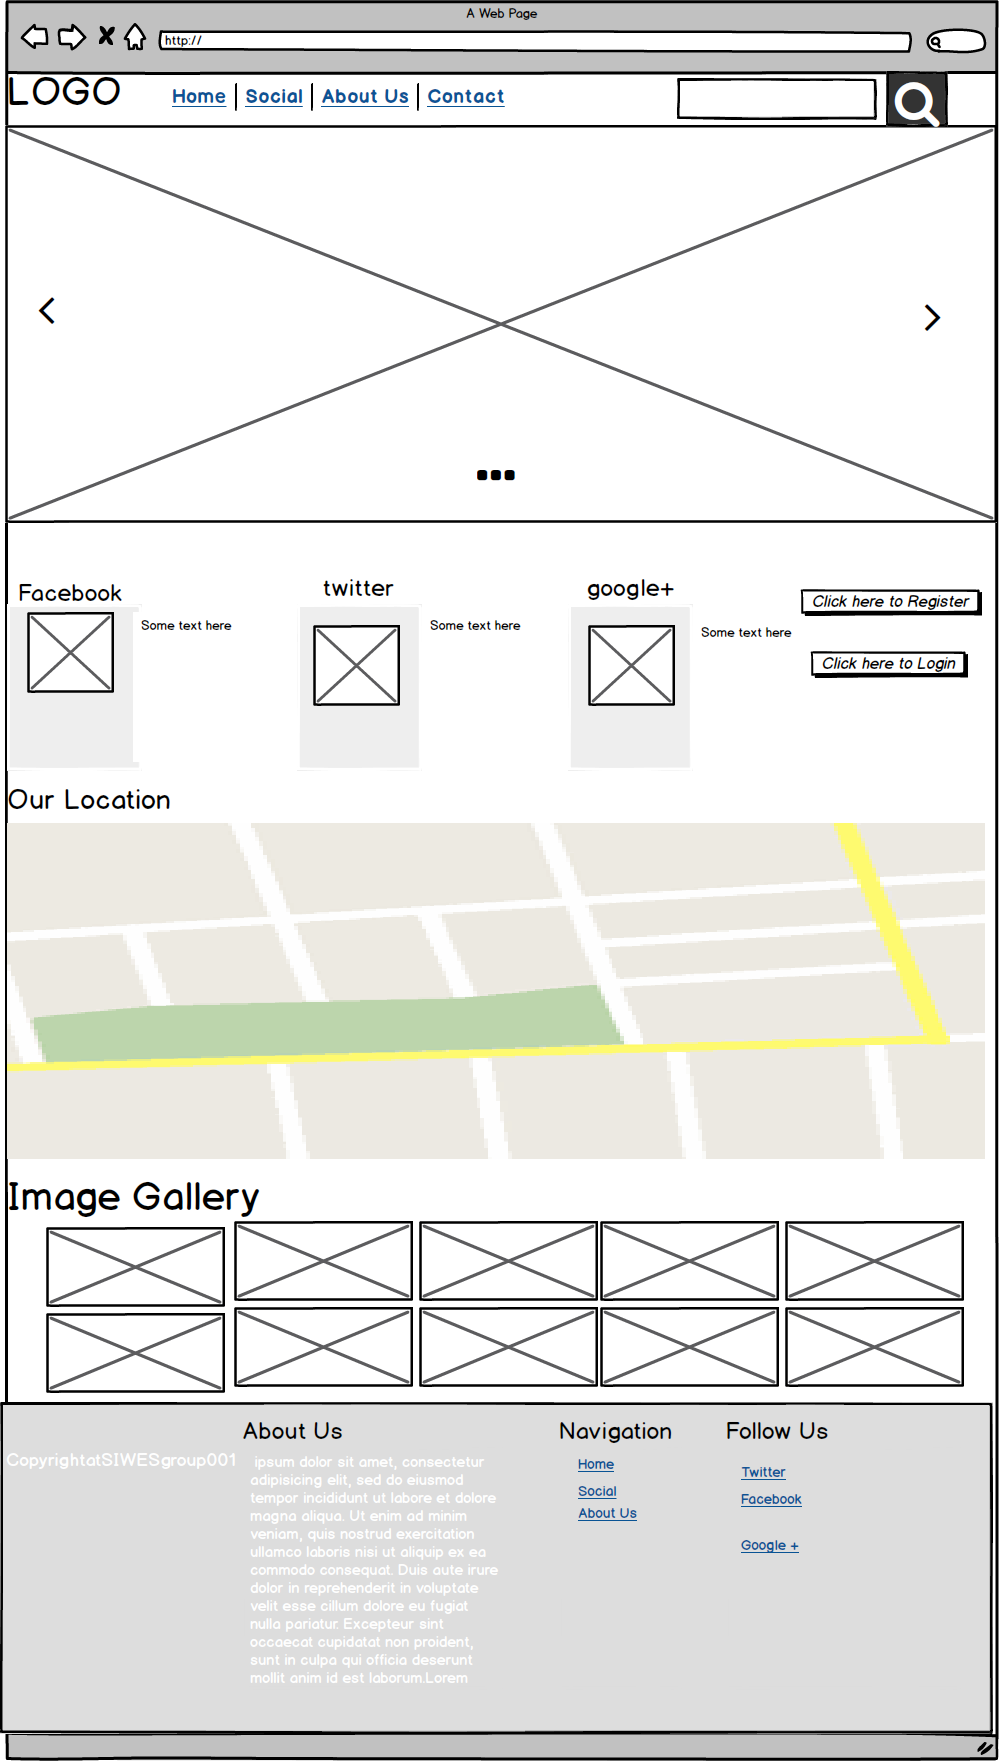 A Web Page
http://
LOGO
Home
Social
About Us
Contact
Facebook
twitter
google+
Some text here
Some text here
Some text here
Click here to Register
Click here to Login
Our Location
Image Gallery
CopyrightatSIWESgroup001
About Us
ipsum dolor sit amet, consectetur
adipisicing elit, sed do eiusmod
tempor incididunt ut labore et dolore
magna aliqua. Ut enim ad minim
veniam, quis nostrud exercitation
ullamco laboris nisi ut aliquip ex ea
commodo consequat. Duis aute irure
dolor in reprehenderit in voluptate
velit esse cillum dolore eu fugiat
nulla pariatur. Excepteur sint
occaecat cupidatat non proident,
sunt in culpa qui officia deserunt
mollit anim id est laborum.Lorem
Navigation
Home
Social
About Us
Follow Us
Twitter
Facebook
Google +